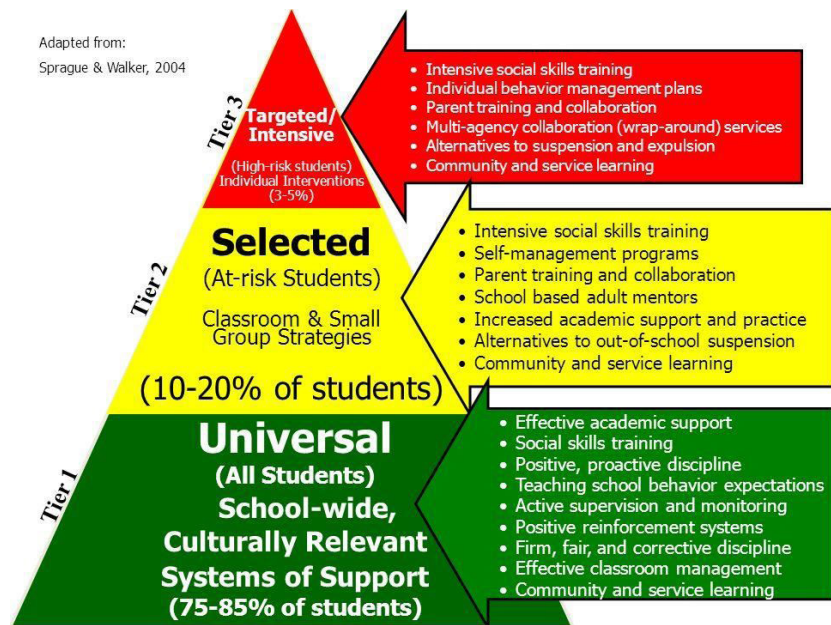 Adapted from:
Sprague & Walker, 2004
Tier 3
Targeted/
Intensive
(High-risk students)
Individual Interventions
(3-5%)
• Intensive social skills training
• Individual behavior management plans
• Parent training and collaboration
• Multi-agency collaboration (wrap-around) services
• Alternatives to suspension and expulsion
• Community and service learning
Tier 2
Selected
(At-risk Students)
Classroom & Small
Group Strategies
(10-20% of students)
• Intensive social skills training
• Self-management programs
• Parent training and collaboration
• School based adult mentors
• Increased academic support and practice
• Alternatives to out-of-school suspension
• Community and service learning
Tier 1
Universal
(All Students)
School-wide,
Culturally Relevant
Systems of Support
(75-85% of students)
• Effective academic support
• Social skills training
• Positive, proactive discipline
• Teaching school behavior expectations
• Active supervision and monitoring
• Positive reinforcement systems
• Firm, fair, and corrective discipline
• Effective classroom management
• Community and service learning